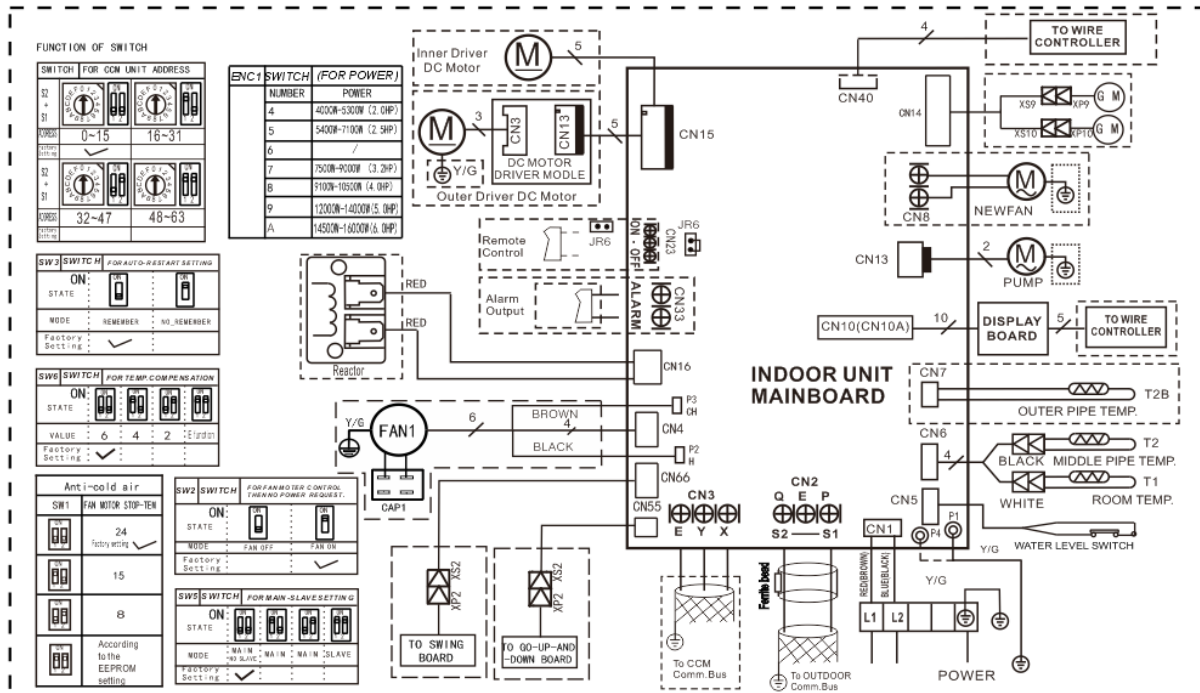 FUNCTION OF SWITCH
SWITCH FOR CCM UNIT ADDRESS
S2
+
S1
ADDRESS 0~15 16~31
Factory
Setting
S2
+
S1
ADDRESS 32~47 48~63
Factory
Setting
ENC1 SWITCH (FOR POWER)
NUMBER POWER
4 4000W-5300W (2.0HP)
5 5400W-7100W (2.5HP)
6 /
7 7500W-9000W (3.2HP)
8 9100W-10500W (4.0HP)
9 12000W-14000W(5.0HP)
A 14500W-16000W(6.0HP)
SW3 SWITCH FOR AUTO-RESTART SETTING
ON
STATE
MODE REMEMBER NO_REMEMBER
Factory
Setting
SW6 SWITCH FOR TEMP.COMPENSATION
ON
STATE
VALUE 6 4 2 E function
Factory
Setting
Anti-cold air
SW1 FAN MOTOR STOP-TEM
24
Factory setting
15
8
According
to the
EEPROM
setting
SW2 SWITCH FOR FAN MOTER CONTROL
THEN NO POWER REQUEST.
ON
STATE
MODE FAN OFF FAN ON
Factory
Setting
SW5 SWITCH FOR MAIN-SLAVE SETTING
ON
STATE
MODE MAIN NO SLAVE MAIN MAIN SLAVE
Factory
Setting
Inner Driver
DC Motor
M
5
M
3
CN3
CN13
DC MOTOR
DRIVER MODLE
Y/G
Outer Driver DC Motor
5
CN15
Remote
Control
JR6
ON - OFF
CN23
JR6
Alarm
Output
ALARM
CN33
Reactor
RED
RED
CN16
Y/G
FAN1
6
BROWN
4
BLACK
P3
CH
CN4
P2
H
CAP1
CN66
CN55
XS2
XP2
TO SWING
BOARD
XS2
XP2
TO GO-UP-AND
-DOWN BOARD
INDOOR UNIT
MAINBOARD
CN40
4
TO WIRE
CONTROLLER
CN14
XS9
XP9
G M
XS10
XP10
G M
CN8
M
NEWFAN
CN13
2
M
PUMP
CN10(CN10A)
10
DISPLAY
BOARD
5
TO WIRE
CONTROLLER
CN7
T2B
OUTER PIPE TEMP.
CN6
4
T2
BLACK MIDDLE PIPE TEMP.
T1
WHITE ROOM TEMP.
CN5
WATER LEVEL SWITCH
P4
P1
Y/G
Y/G
CN3
E Y X
To CCM
Comm.Bus
CN2
Q E P
S2 S1
Ferrite bead
To OUTDOOR
Comm.Bus
CN1
RED(BROWN)
BLUE(BLACK)
L1 L2
POWER